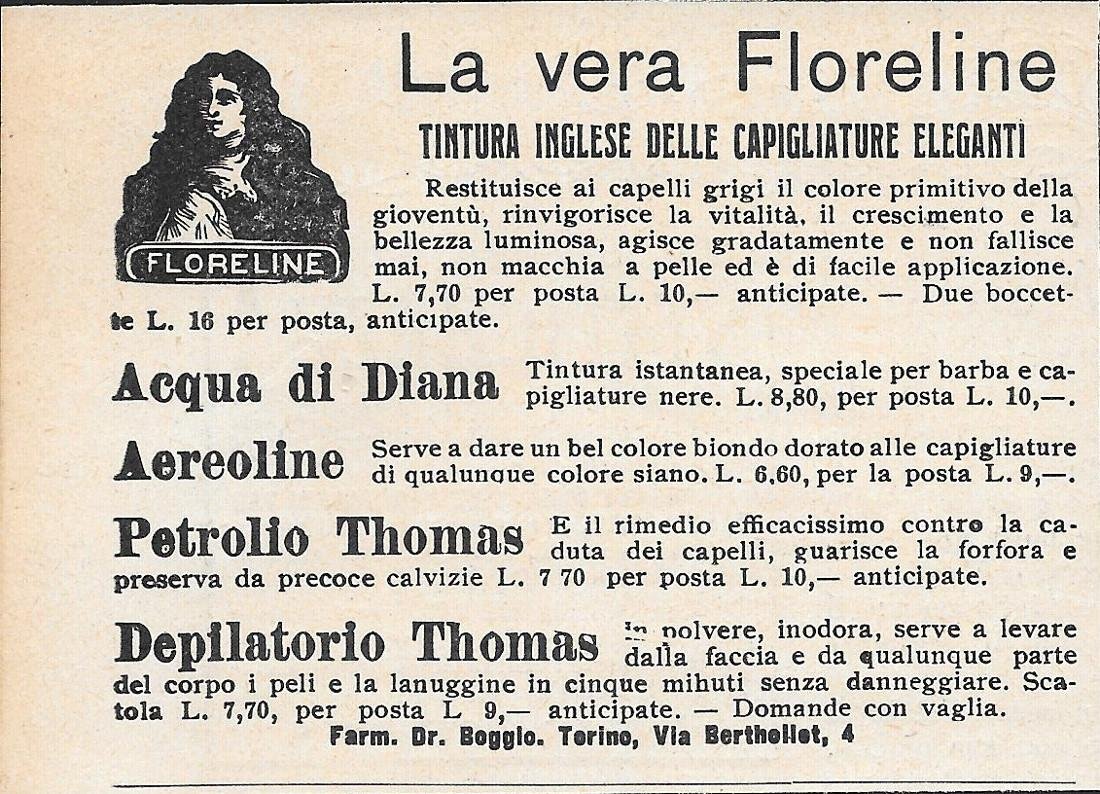 La vera Floreline
TINTURA INGLESE DELLE CAPIGLIATURE ELEGANTI
FLORELINE
Restituisce ai capelli grigi il colore primitivo della
gioventù, rinvigorisce la vitalità, il crescimento e la
bellezza luminosa, agisce gradatamente e non fallisce
mai, non macchia a pelle ed è di facile applicazione.
L. 7,70 per posta L. 10,— anticipate. — Due boccet-
te L. 16 per posta, anticipate.
Acqua di Diana Tintura istantanea, speciale per barba e ca-
pigliature nere. L. 8,80, per posta L. 10,—.
Aereoline Serve a dare un bel colore biondo dorato alle capigliature
di qualunque colore siano. L. 6,60, per la posta L. 9,—.
Petrolio Thomas E il rimedio efficacissimo contro la ca-
duta dei capelli, guarisce la forfora e
preserva da precoce calvizie L. 7 70 per posta L. 10,— anticipate.
Depilatorio Thomas In polvere, inodora, serve a levare
dalla faccia e da qualunque parte
del corpo i peli e la lanuggine in cinque mihuti senza danneggiare. Sca-
tola L. 7,70, per posta L 9,— anticipate. — Domande con vaglia.
Farm. Dr. Boggio. Torino, Via Berthollet, 4